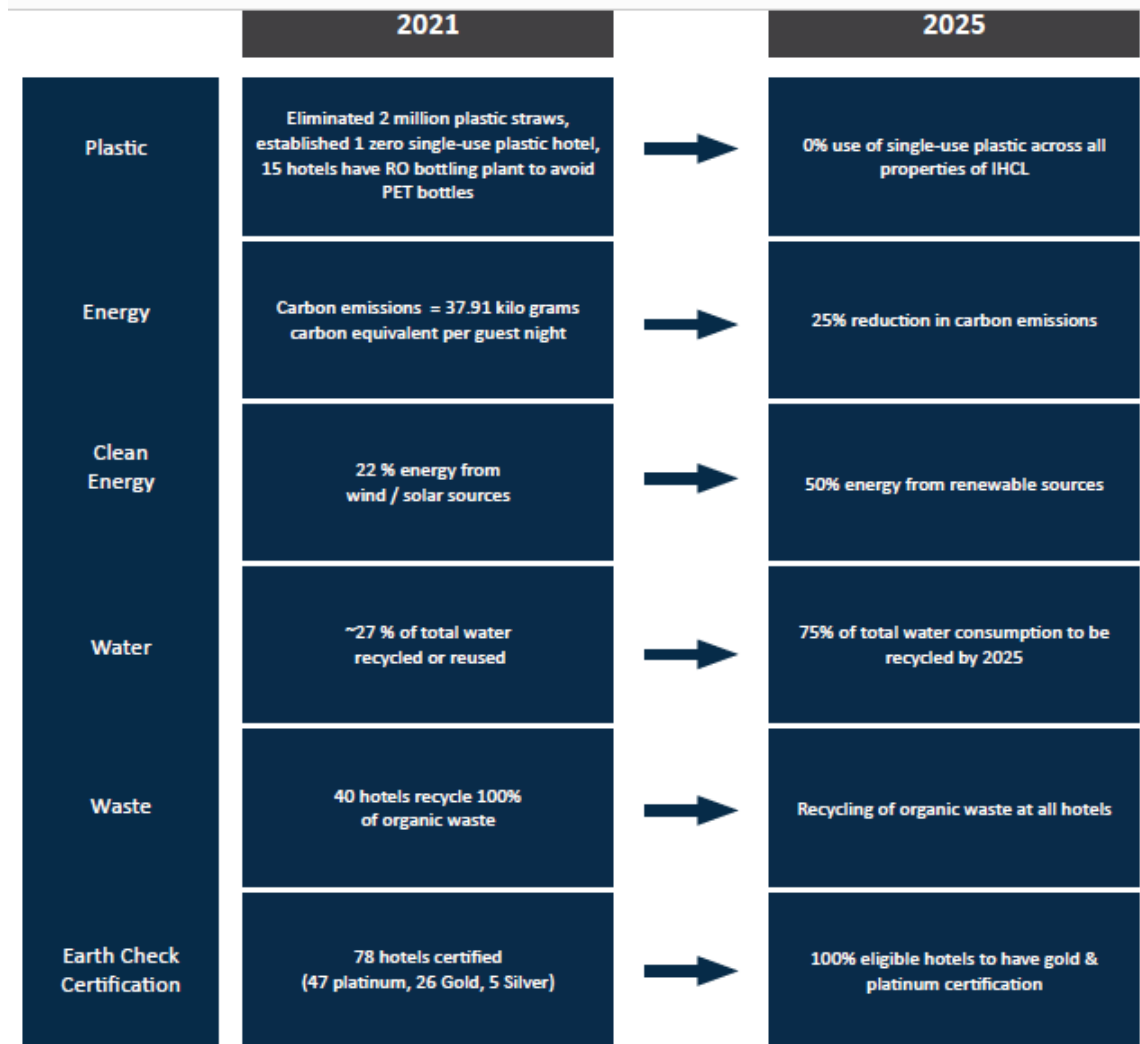 2021
2025
Plastic
Eliminated 2 million plastic straws,
established 1 zero single-use plastic hotel,
15 hotels have RO bottling plant to avoid
PET bottles
0% use of single-use plastic across all
properties of IHCL
Energy
Carbon emissions = 37.91 kilo grams
carbon equivalent per guest night
25% reduction in carbon emissions
Clean
Energy
22 % energy from
wind / solar sources
50% energy from renewable sources
Water
~27 % of total water
recycled or reused
75% of total water consumption to be
recycled by 2025
Waste
40 hotels recycle 100%
of organic waste
Recycling of organic waste at all hotels
Earth Check
Certification
78 hotels certified
(47 platinum, 26 Gold, 5 Silver)
100% eligible hotels to have gold &
platinum certification